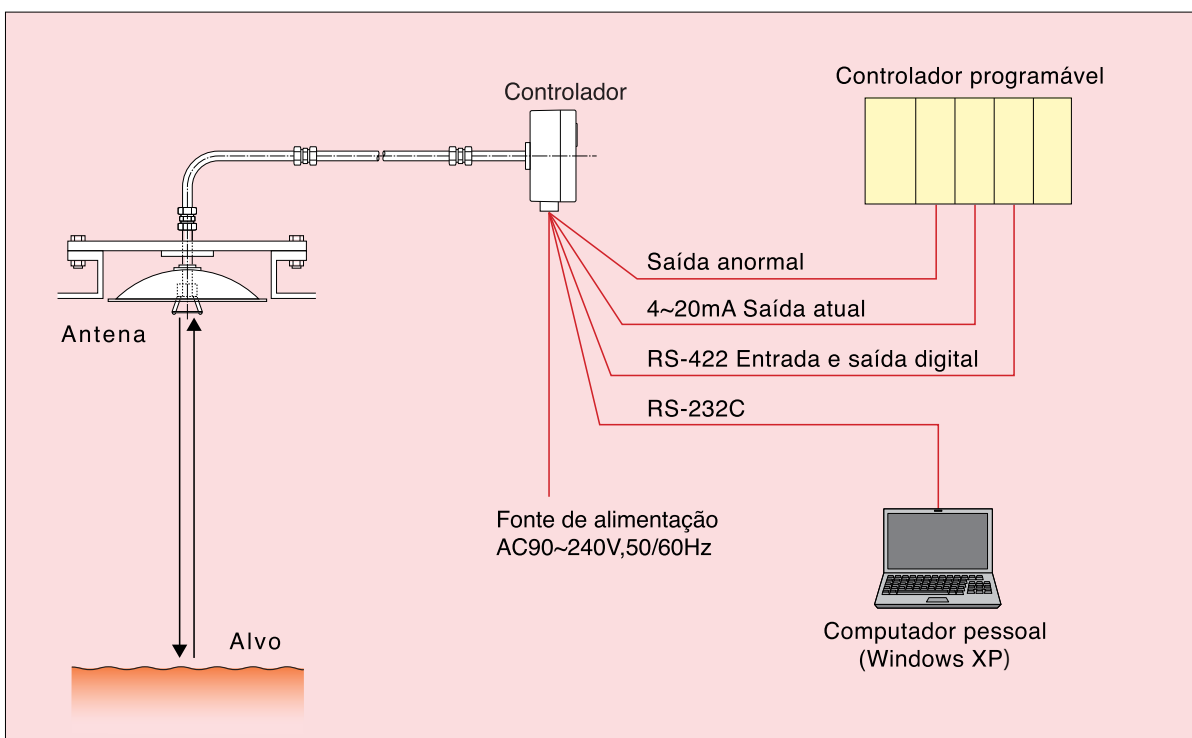 Controlador programável
Controlador
Saída anormal
4~20mA Saída atual
Antena
RS-422 Entrada e saída digital
RS-232C
Fonte de alimentação
AC90~240V,50/60Hz
Alvo
Computador pessoal
(Windows XP)